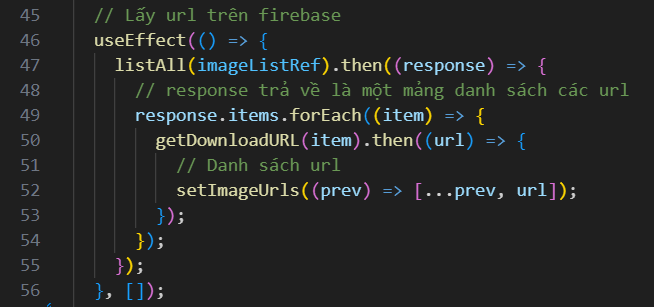 45 // Lấy url trên firebase
46 useEffect(() => {
47 listAll(imageListRef).then((response) => {
48 // response trả về là một mảng danh sách các url
49 response.items.forEach((item) => {
50 getDownloadURL(item).then((url) => {
51 // Danh sách url
52 setImageUrls((prev) => [...prev, url]);
53 });
54 });
55 });
56 }, []);